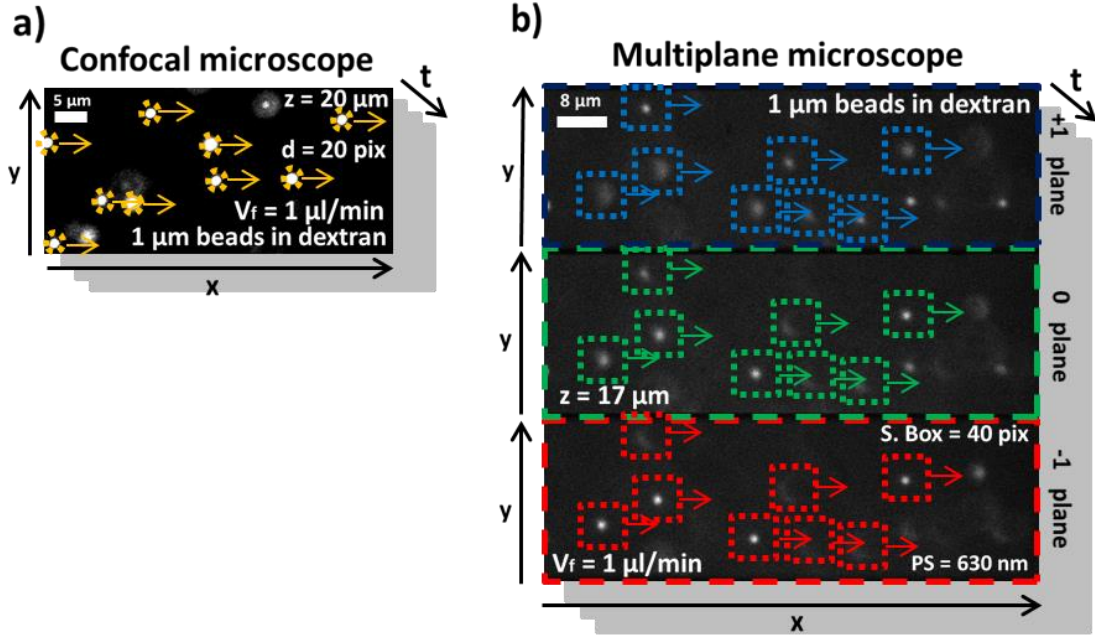 a)
Confocal microscope
t
5 µm
z = 20 µm
d = 20 pix
y
Vf = 1 µl/min
1 µm beads in dextran
x
b)
Multiplane microscope
t
8 µm
1 µm beads in dextran
y
+1 plane
z = 17 µm
y
0 plane
S. Box = 40 pix
y
-1 plane
Vf = 1 µl/min
PS = 630 nm
x